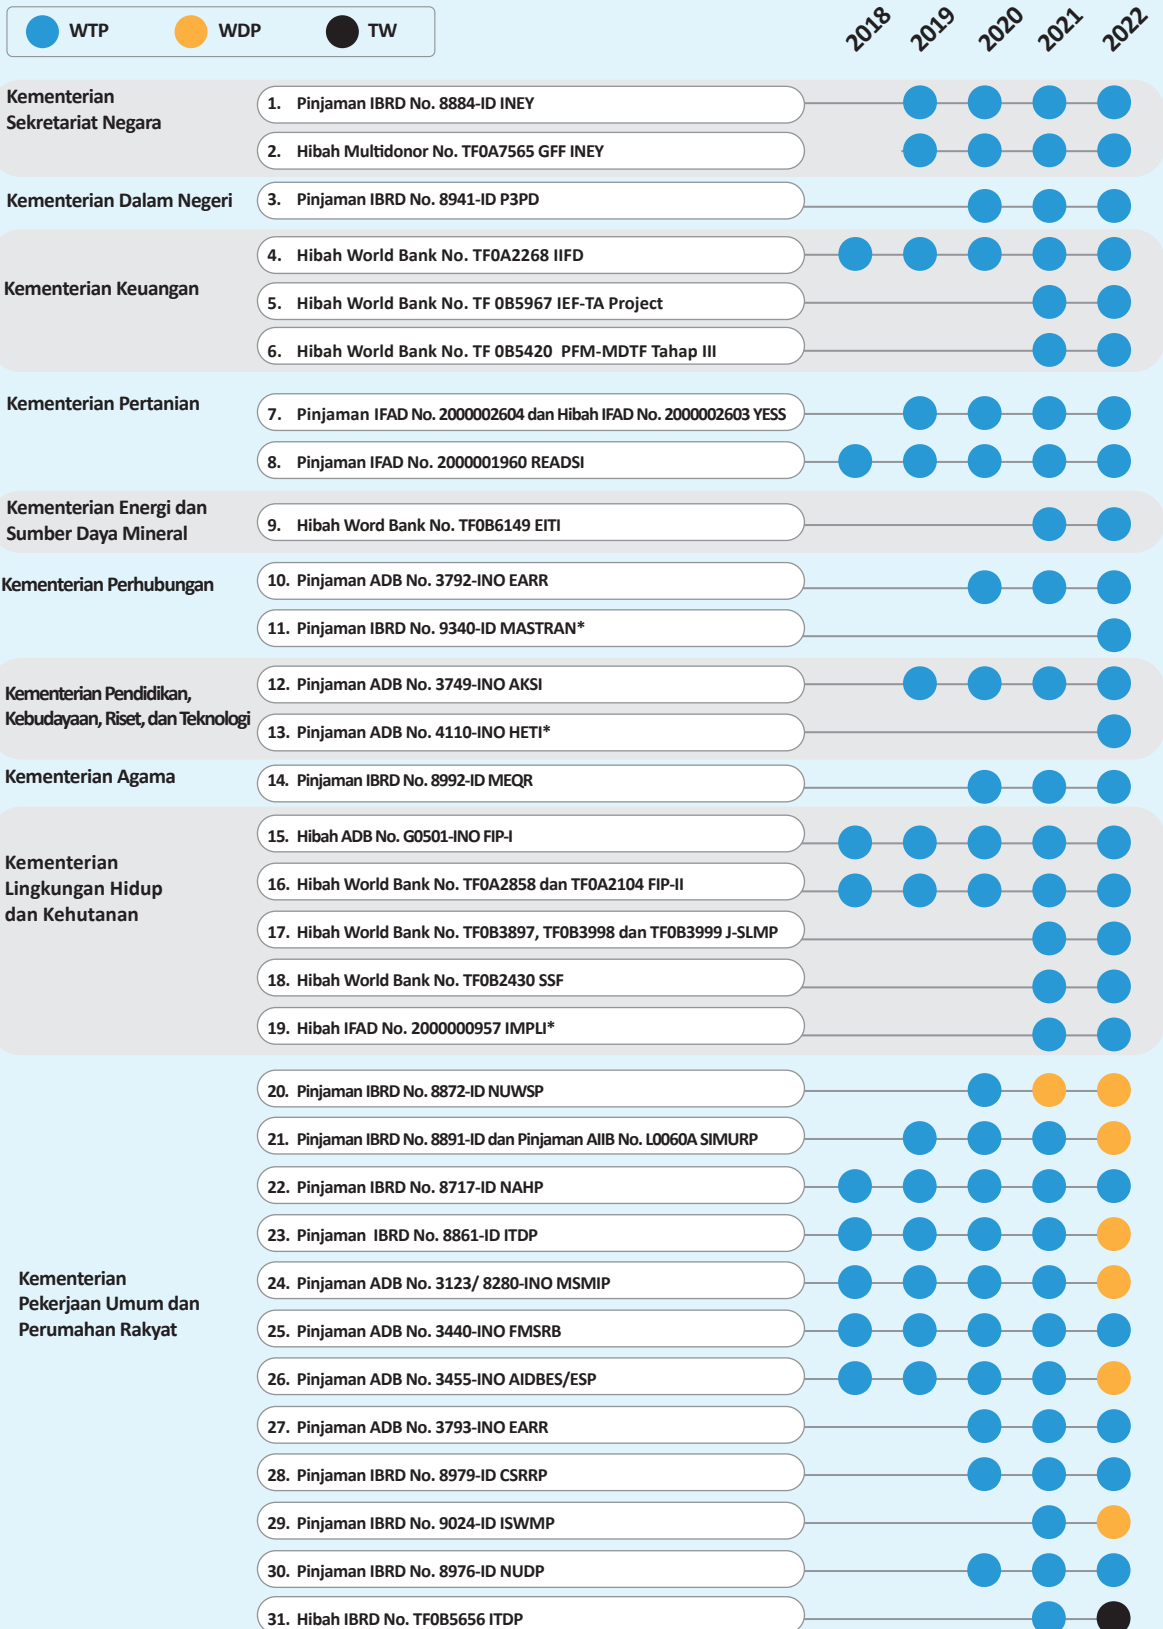 WTP WDP TW
2018 2019 2020 2021 2022
Kementerian
Sekretariat Negara
1. Pinjaman IBRD No. 8884-ID INEY
2. Hibah Multidonor No. TF0A7565 GFF INEY
Kementerian Dalam Negeri
3. Pinjaman IBRD No. 8941-ID P3PD
Kementerian Keuangan
4. Hibah World Bank No. TF0A2268 IIFD
5. Hibah World Bank No. TF 0B5967 IEF-TA Project
6. Hibah World Bank No. TF 0B5420 PFM-MDTF Tahap III
Kementerian Pertanian
7. Pinjaman IFAD No. 2000002604 dan Hibah IFAD No. 2000002603 YESS
8. Pinjaman IFAD No. 2000001960 READSI
Kementerian Energi dan
Sumber Daya Mineral
9. Hibah Word Bank No. TF0B6149 EITI
Kementerian Perhubungan
10. Pinjaman ADB No. 3792-INO EARR
11. Pinjaman IBRD No. 9340-ID MASTRAN*
Kementerian Pendidikan,
Kebudayaan, Riset, dan Teknologi
12. Pinjaman ADB No. 3749-INO AKSI
13. Pinjaman ADB No. 4110-INO HETI*
Kementerian Agama
14. Pinjaman IBRD No. 8992-ID MEQR
Kementerian
Lingkungan Hidup
dan Kehutanan
15. Hibah ADB No. G0501-INO FIP-I
16. Hibah World Bank No. TF0A2858 dan TF0A2104 FIP-II
17. Hibah World Bank No. TF0B3897, TF0B3998 dan TF0B3999 J-SLMP
18. Hibah World Bank No. TF0B2430 SSF
19. Hibah IFAD No. 2000000957 IMPLI*
Kementerian
Pekerjaan Umum dan
Perumahan Rakyat
20. Pinjaman IBRD No. 8872-ID NUWSP
21. Pinjaman IBRD No. 8891-ID dan Pinjaman AIIB No. L0060A SIMURP
22. Pinjaman IBRD No. 8717-ID NAHP
23. Pinjaman IBRD No. 8861-ID ITDP
24. Pinjaman ADB No. 3123/ 8280-INO MSMIP
25. Pinjaman ADB No. 3440-INO FMSRB
26. Pinjaman ADB No. 3455-INO AIDBES/ESP
27. Pinjaman ADB No. 3793-INO EARR
28. Pinjaman IBRD No. 8979-ID CSRRP
29. Pinjaman IBRD No. 9024-ID ISWMP
30. Pinjaman IBRD No. 8976-ID NUDP
31. Hibah IBRD No. TF0B5656 ITDP